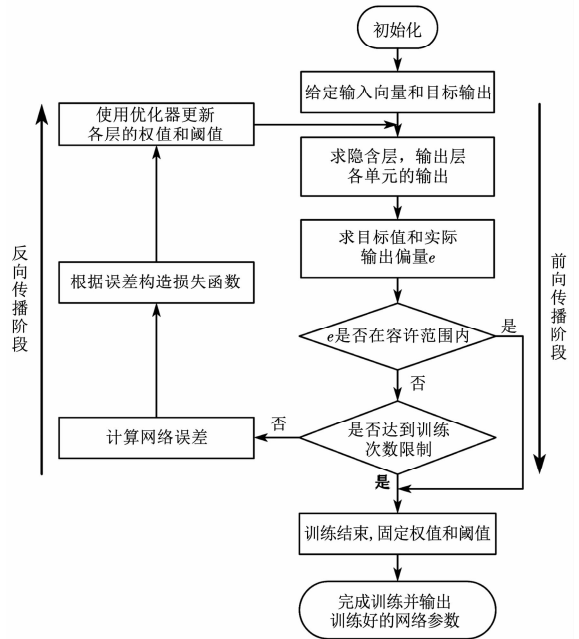 初始化
给定输入向量和目标输出
使用优化器更新
各层的权值和阈值
求隐含层，输出层
各单元的输出
求目标值和实际
输出偏量e
根据误差构造损失函数
反向传播阶段
前向传播阶段
e是否在容许范围内
是
否
是否达到训练
次数限制
否
计算网络误差
是
训练结束,固定权值和阈值
完成训练并输出
训练好的网络参数